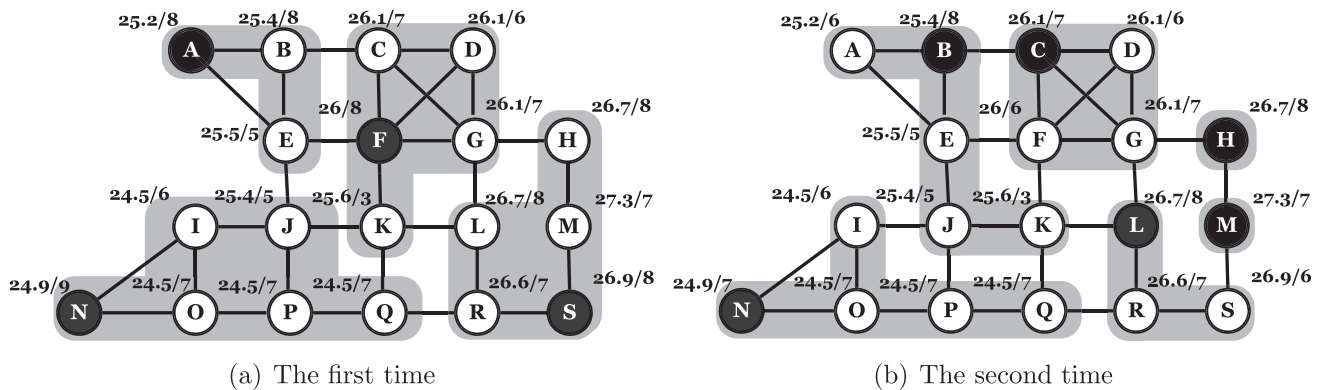 25.2/8 25.4/8 26.1/7 26.1/6 25.2/6 25.4/8 26.1/7 26.1/6
A B C D A B C D
26/8 26.1/7 26.7/8 26/6 26.1/7 26.7/8
25.5/5 E F G H 25.5/5 E F G H
24.5/6 25.4/5 25.6/3 26.7/8 27.3/7 24.5/6 25.4/5 25.6/3 26.7/8 27.3/7
I J K L M I J K L M
24.9/9 24.5/7 24.5/7 24.5/7 26.6/7 26.9/8 24.9/7 24.5/7 24.5/7 24.5/7 26.6/7 26.9/6
N O P Q R S N O P Q R S
(a) The first time (b) The second time